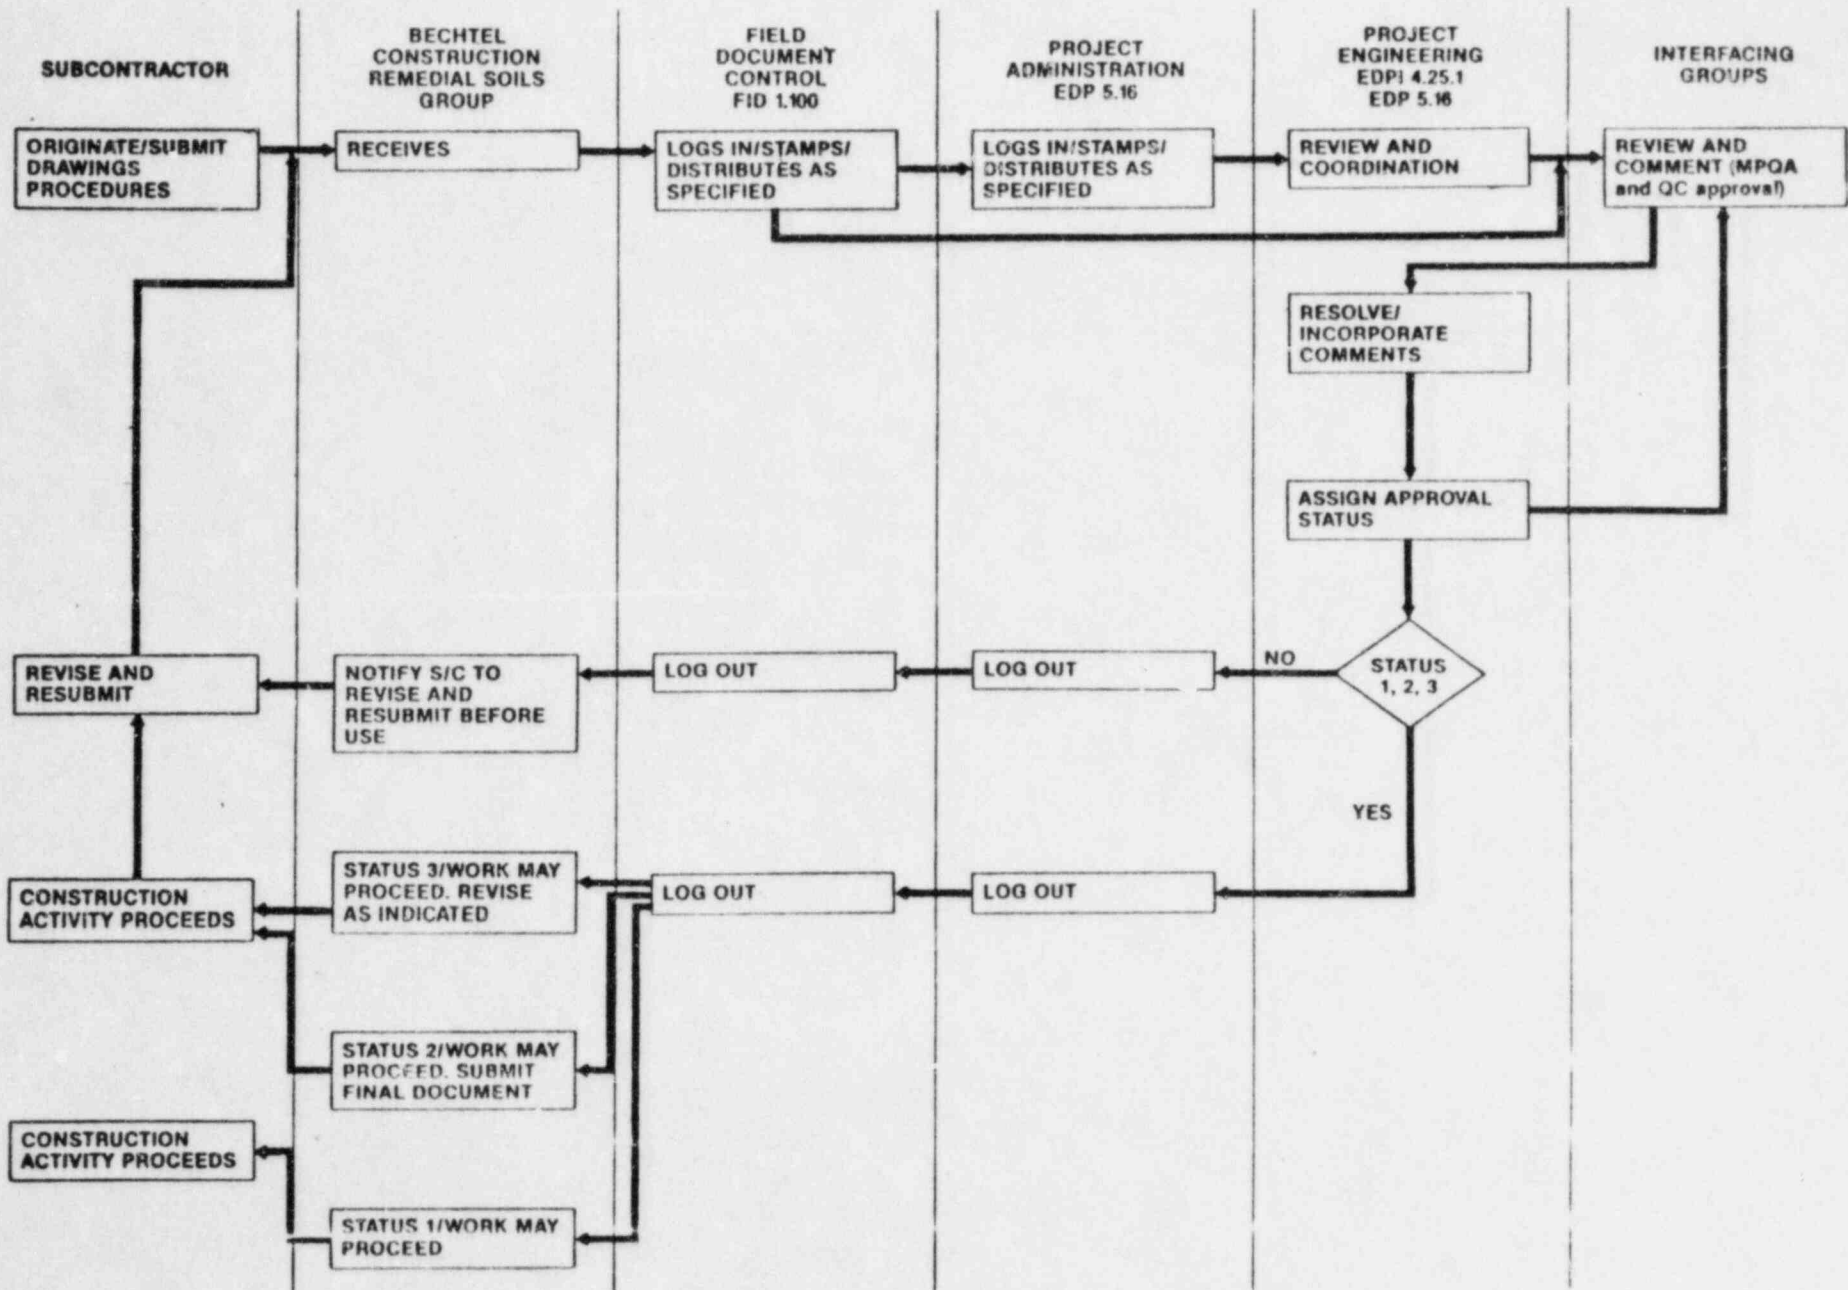 SUBCONTRACTOR
BECHTEL
CONSTRUCTION
REMEDIAL SOILS
GROUP
FIELD
DOCUMENT
CONTROL
FID 1.100
PROJECT
ADMINISTRATION
EDP 5.16
PROJECT
ENGINEERING
EDPI 4.25.1
EDP 5.16
INTERFACING
GROUPS
ORIGINATE/SUBMIT
DRAWINGS
PROCEDURES
RECEIVES
LOGS IN/STAMPS/
DISTRIBUTES AS
SPECIFIED
LOGS IN/STAMPS/
DISTRIBUTES AS
SPECIFIED
REVIEW AND
COORDINATION
REVIEW AND
COMMENT (MPQA
and QC approval)
RESOLVE/
INCORPORATE
COMMENTS
ASSIGN APPROVAL
STATUS
STATUS
1, 2, 3
NO
LOG OUT
LOG OUT
NOTIFY S/C TO
REVISE AND
RESUBMIT BEFORE
USE
REVISE AND
RESUBMIT
YES
LOG OUT
LOG OUT
STATUS 3/WORK MAY
PROCEED. REVISE
AS INDICATED
CONSTRUCTION
ACTIVITY PROCEEDS
STATUS 2/WORK MAY
PROCEED. SUBMIT
FINAL DOCUMENT
CONSTRUCTION
ACTIVITY PROCEEDS
STATUS 1/WORK MAY
PROCEED